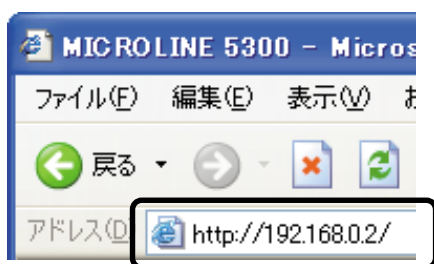 MICROLINE 5300 - Micros
ファイル(F) 編集(E) 表示(V) お
戻る
アドレス(D) http://192.168.0.2/